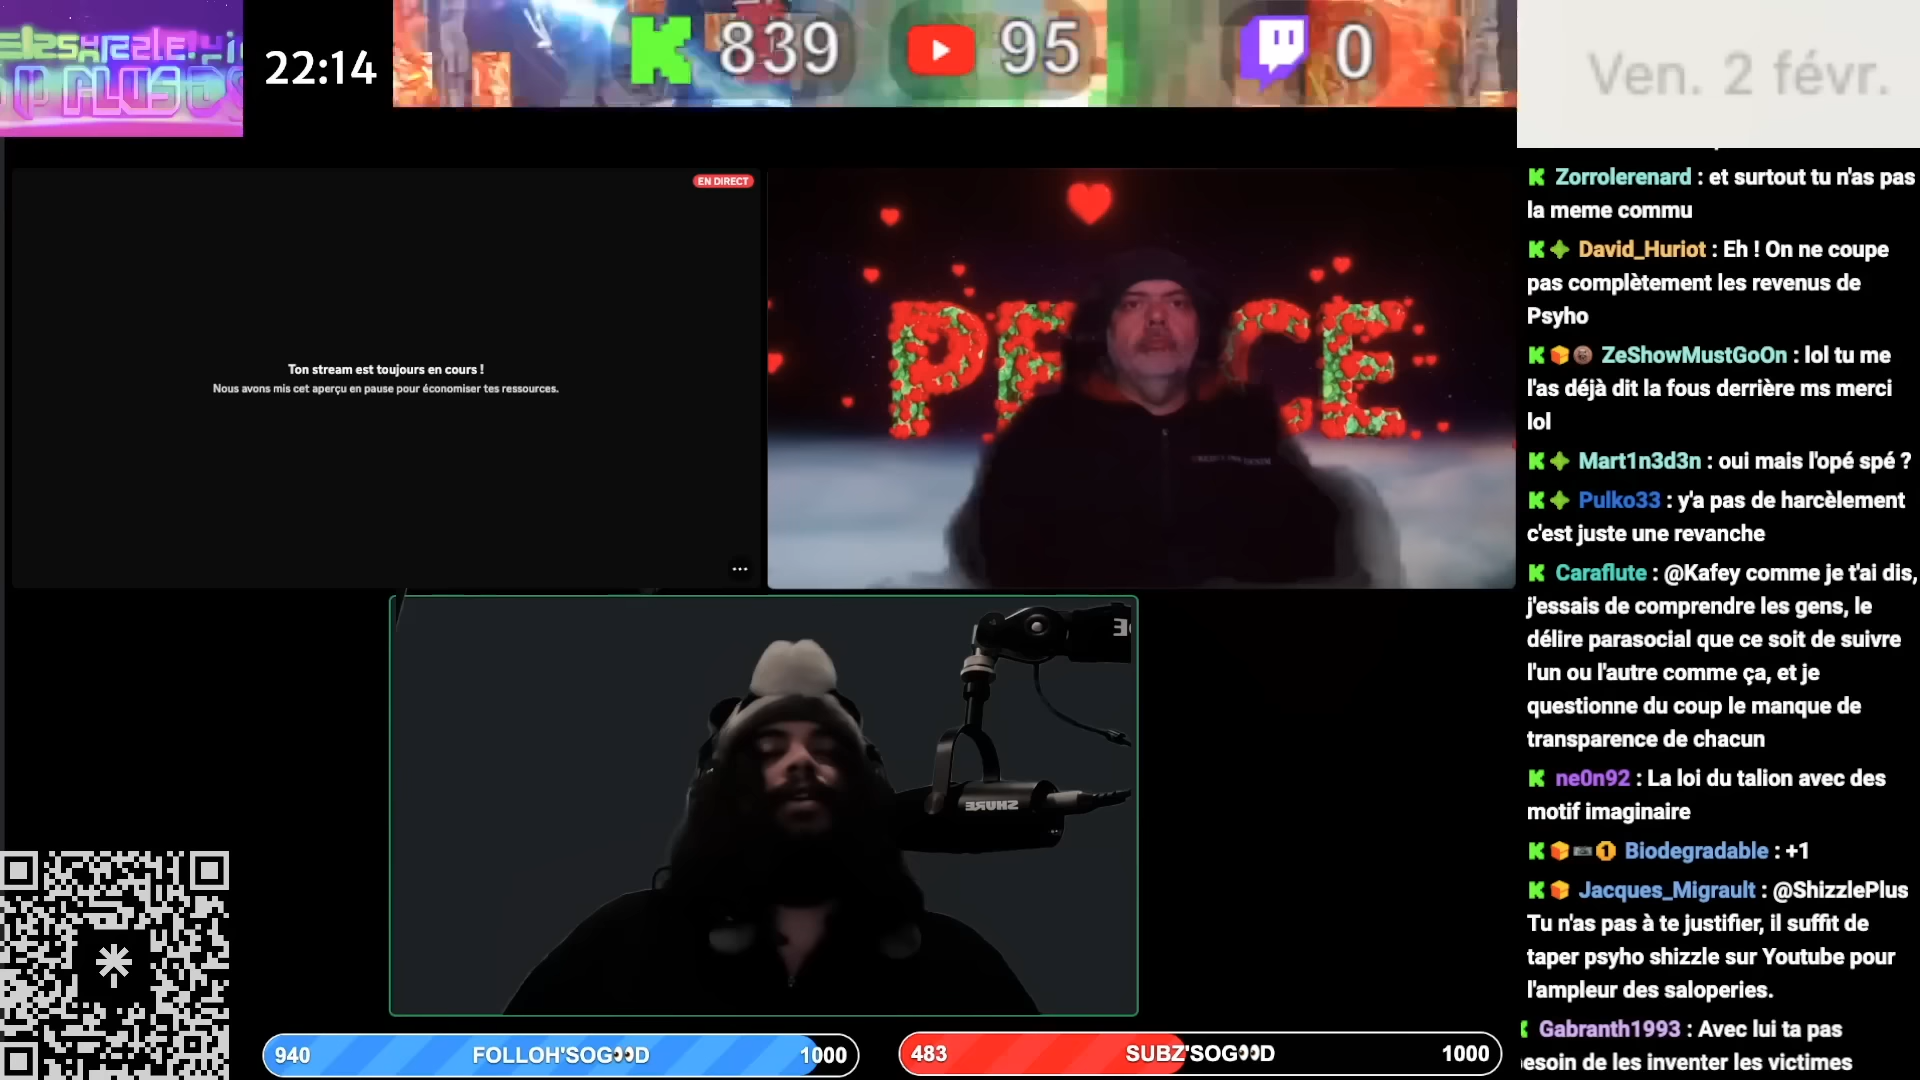 22:14
839
95
0
Ven. 2 févr.
EN DIRECT
Ton stream est toujours en cours !
Nous avons mis cet aperçu en pause pour économiser tes ressources.
SHURE
Zorrolerenard : et surtout tu n'as pas
la meme commu
David_Huriot : Eh ! On ne coupe
pas complètement les revenus de
Psyho
ZeShowMustGoOn : lol tu me
l'as déjà dit la fous derrière ms merci
lol
Mart1n3d3n : oui mais l'opé spé ?
Pulko33 : y'a pas de harcèlement
c'est juste une revanche
Caraflute : @Kafey comme je t'ai dis,
j'essais de comprendre les gens, le
délire parasocial que ce soit de suivre
l'un ou l'autre comme ça, et je
questionne du coup le manque de
transparence de chacun
ne0n92 : La loi du talion avec des
motif imaginaire
Biodegradable : +1
Jacques_Migrault : @ShizzlePlus
Tu n'as pas à te justifier, il suffit de
taper psyho shizzle sur Youtube pour
l'ampleur des saloperies.
Gabranth1993 : Avec lui ta pas
esoin de les inventer les victimes
940 FOLLOH'SOG👀D 1000
483 SUBZ'SOG👀D 1000